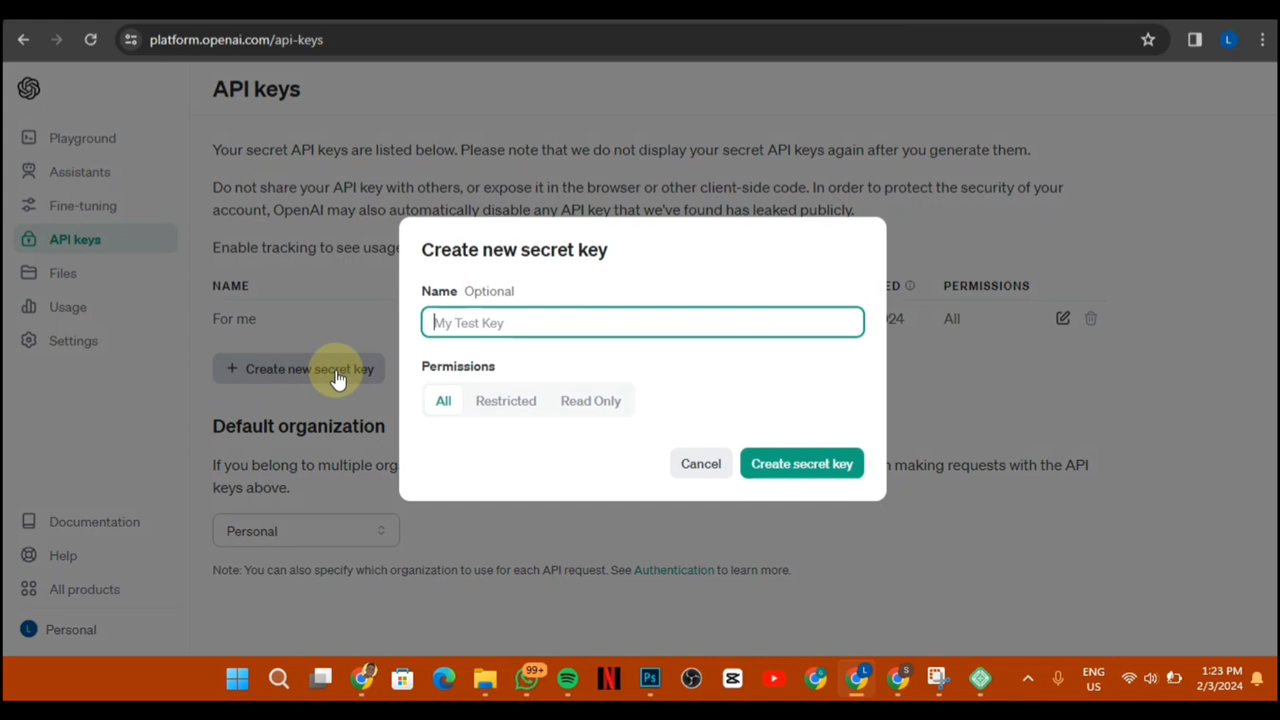 platform.openai.com/api-keys
L
API keys
Playground
Assistants
Fine-tuning
API keys
Files
Usage
Settings
Documentation
Help
All products
L Personal
Your secret API keys are listed below. Please note that we do not display your secret API keys again after you generate them.
Do not share your API key with others, or expose it in the browser or other client-side code. In order to protect the security of your
account, OpenAI may also automatically disable any API key that we've found has leaked publicly.
Enable tracking to see usage
NAME
ED
PERMISSIONS
For me
24
All
+ Create new secret key
Default organization
If you belong to multiple org
n making requests with the API
keys above.
Personal
Note: You can also specify which organization to use for each API request. See Authentication to learn more.
Create new secret key
Name Optional
My Test Key
Permissions
All Restricted Read Only
Cancel Create secret key
99+
N
Ps
L
S
ENG
US
1:23 PM
2/3/2024